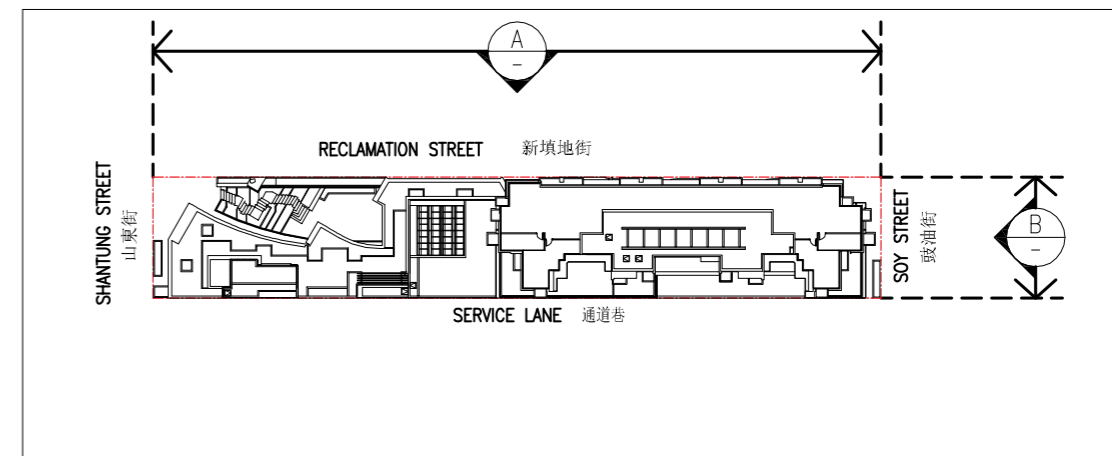 A
-
RECLAMATION STREET 新填地街
SHANTUNG STREET
山東街
B
-
SOY STREET
豉油街
SERVICE LANE 通道巷